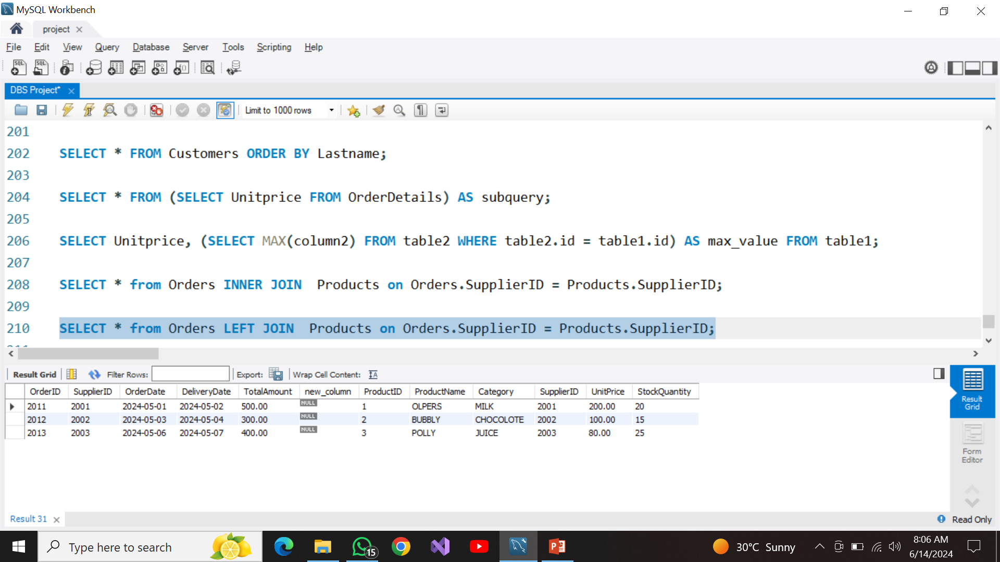 MySQL Workbench
project
File Edit View Query Database Server Tools Scripting Help
DBS Project*
Limit to 1000 rows
201
202 SELECT * FROM Customers ORDER BY Lastname;
203
204 SELECT * FROM (SELECT Unitprice FROM OrderDetails) AS subquery;
205
206 SELECT Unitprice, (SELECT MAX(column2) FROM table2 WHERE table2.id = table1.id) AS max_value FROM table1;
207
208 SELECT * from Orders INNER JOIN  Products on Orders.SupplierID = Products.SupplierID;
209
210 SELECT * from Orders LEFT JOIN  Products on Orders.SupplierID = Products.SupplierID;
Result Grid Filter Rows: Export: Wrap Cell Content:
OrderID SupplierID OrderDate DeliveryDate TotalAmount new_column ProductID ProductName Category SupplierID UnitPrice StockQuantity
2011 2001 2024-05-01 2024-05-02 500.00 NULL 1 OLPERS MILK 2001 200.00 20
2012 2002 2024-05-03 2024-05-04 300.00 NULL 2 BUBBLY CHOCOLOTE 2002 100.00 15
2013 2003 2024-05-06 2024-05-07 400.00 NULL 3 POLLY JUICE 2003 80.00 25
Result
Grid
Form
Editor
Result 31
Read Only
Type here to search
15
30°C Sunny
8:06 AM
6/14/2024